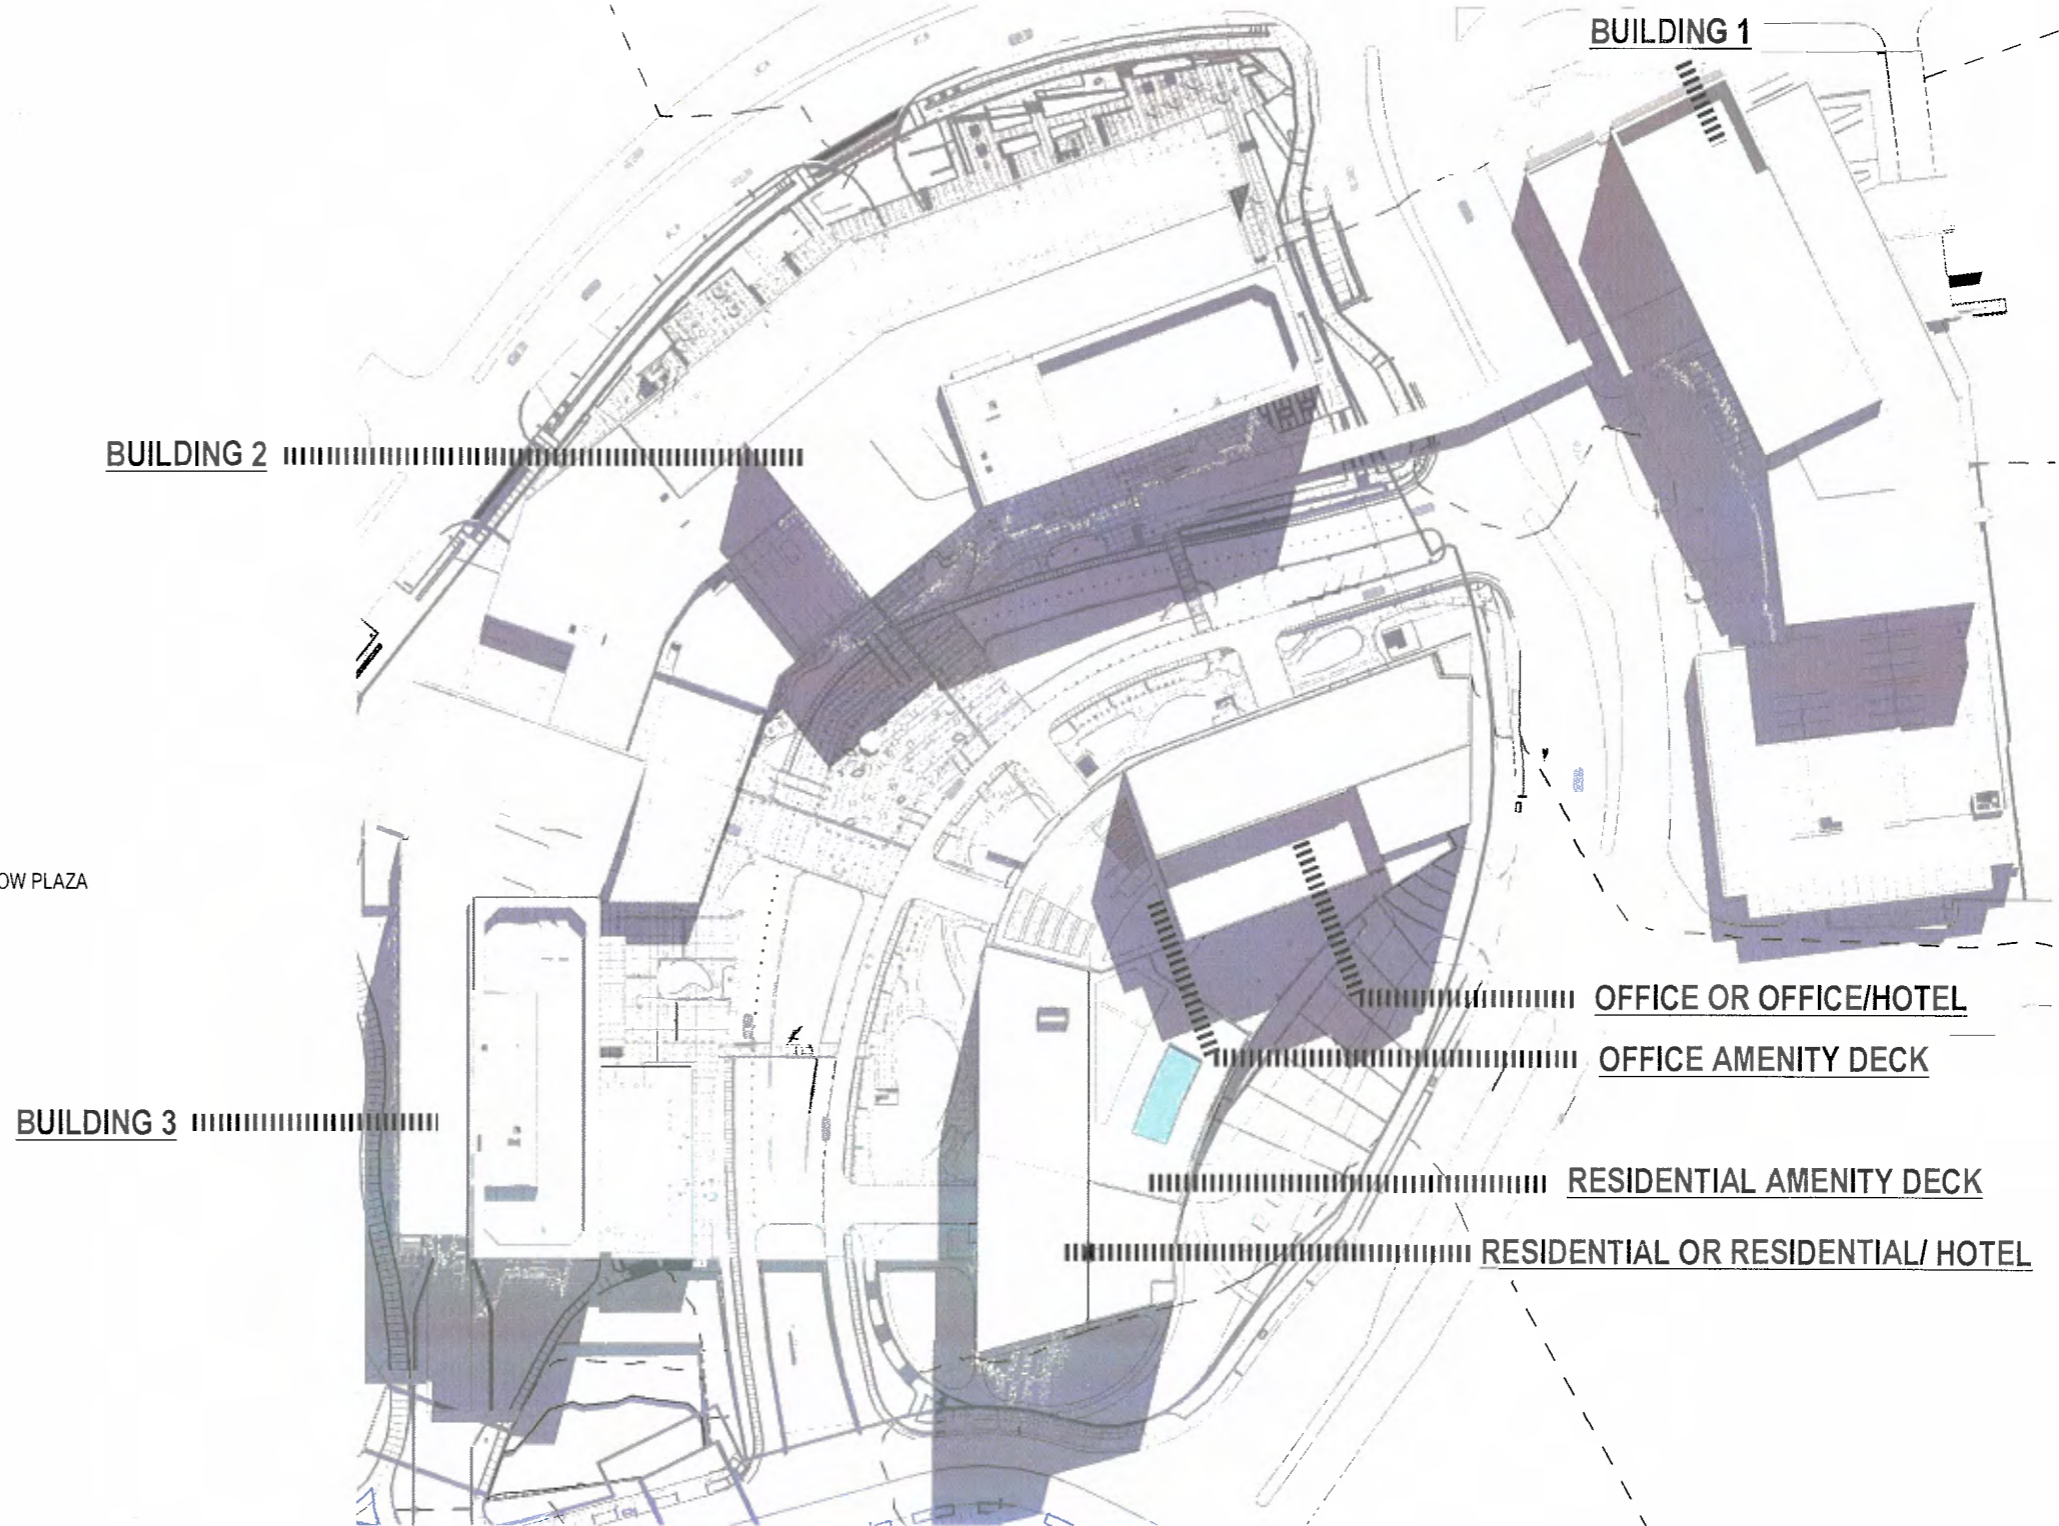 BUILDING 1
BUILDING 2
OW PLAZA
OFFICE OR OFFICE/HOTEL
OFFICE AMENITY DECK
BUILDING 3
RESIDENTIAL AMENITY DECK
RESIDENTIAL OR RESIDENTIAL/ HOTEL